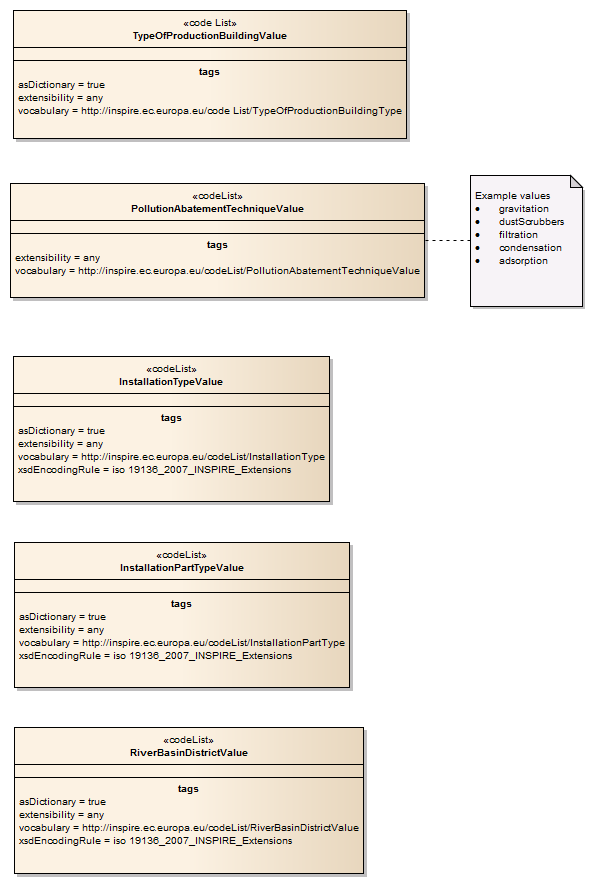 «code List»
TypeOfProductionBuildingValue
tags
asDictionary = true
extensibility = any
vocabulary = http://inspire.ec.europa.eu/code List/TypeOfProductionBuildingType
«codeList»
PollutionAbatementTechniqueValue
tags
extensibility = any
vocabulary = http://inspire.ec.europa.eu/codeList/PollutionAbatementTechniqueValue
Example values
• gravitation
• dustScrubbers
• filtration
• condensation
• adsorption
«codeList»
InstallationTypeValue
tags
asDictionary = true
extensibility = any
vocabulary = http://inspire.ec.europa.eu/codeList/InstallationType
xsdEncodingRule = iso 19136_2007_INSPIRE_Extensions
«codeList»
InstallationPartTypeValue
tags
asDictionary = true
extensibility = any
vocabulary = http://inspire.ec.europa.eu/codeList/InstallationPartType
xsdEncodingRule = iso 19136_2007_INSPIRE_Extensions
«codeList»
RiverBasinDistrictValue
tags
asDictionary = true
extensibility = any
vocabulary = http://inspire.ec.europa.eu/codeList/RiverBasinDistrictValue
xsdEncodingRule = iso 19136_2007_INSPIRE_Extensions